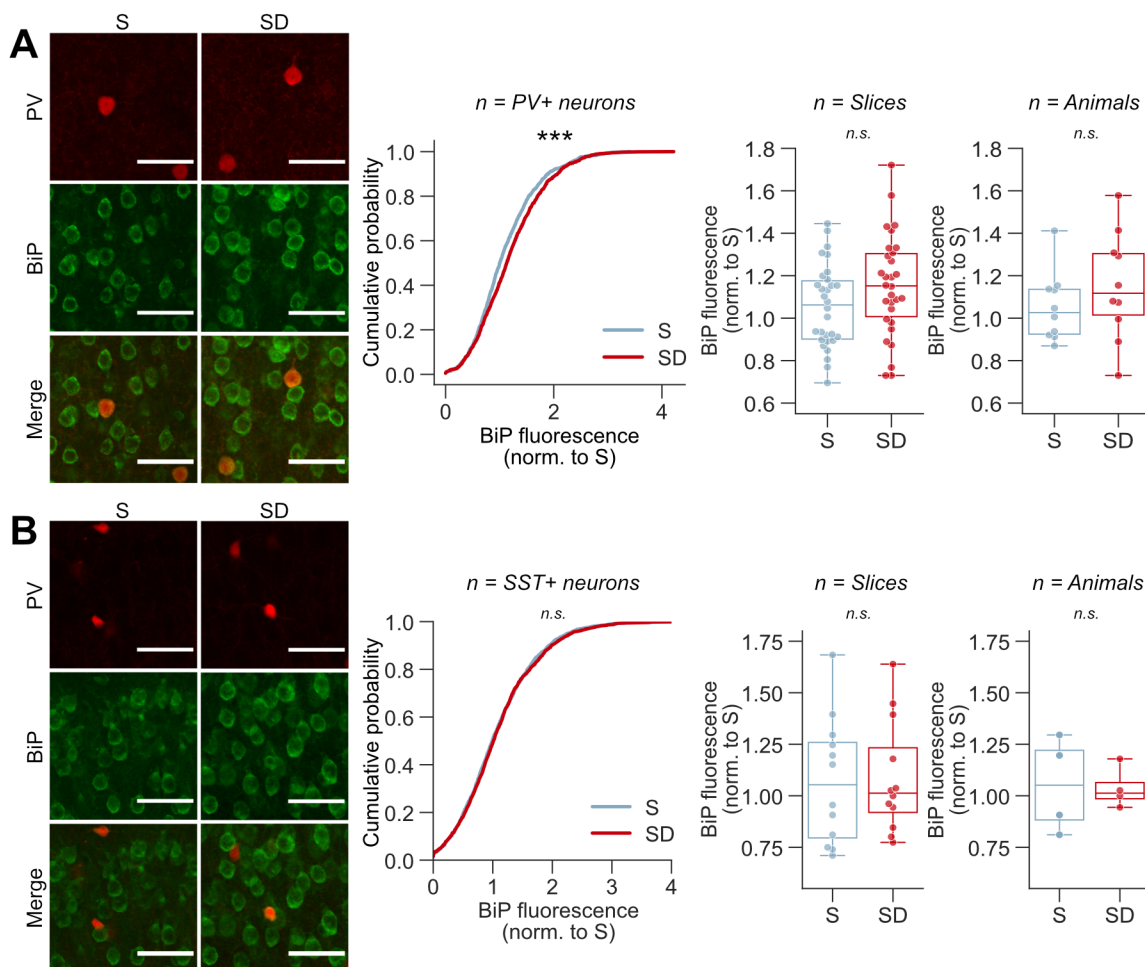 A
S
SD
PV
BiP
Merge
n = PV+ neurons
***
Cumulative probability
1.0
0.8
0.6
0.4
0.2
0.0
S
SD
0
2
4
BiP fluorescence
(norm. to S)
n = Slices
n.s.
BiP fluorescence
(norm. to S)
1.8
1.6
1.4
1.2
1.0
0.8
0.6
S
SD
n = Animals
n.s.
BiP fluorescence
(norm. to S)
1.8
1.6
1.4
1.2
1.0
0.8
0.6
S
SD
B
S
SD
PV
BiP
Merge
n = SST+ neurons
n.s.
Cumulative probability
1.0
0.8
0.6
0.4
0.2
0.0
S
SD
0
1
2
3
4
BiP fluorescence
(norm. to S)
n = Slices
n.s.
BiP fluorescence
(norm. to S)
1.75
1.50
1.25
1.00
0.75
S
SD
n = Animals
n.s.
BiP fluorescence
(norm. to S)
1.75
1.50
1.25
1.00
0.75
S
SD